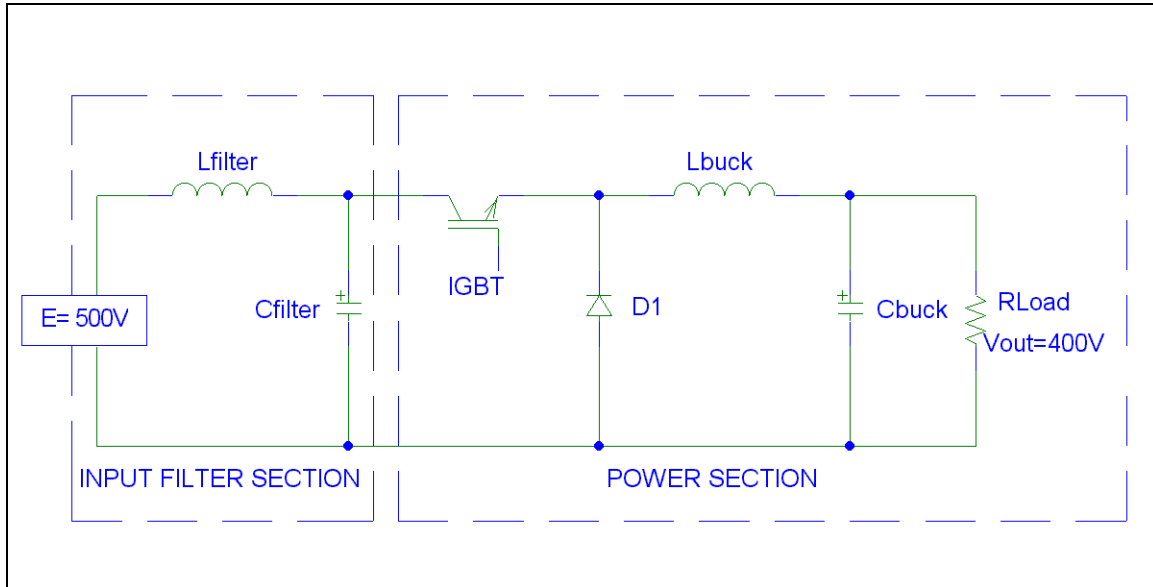 Lfilter
Lbuck
IGBT
E= 500V
Cfilter
+
D1
+
Cbuck
RLoad
Vout=400V
INPUT FILTER SECTION
POWER SECTION